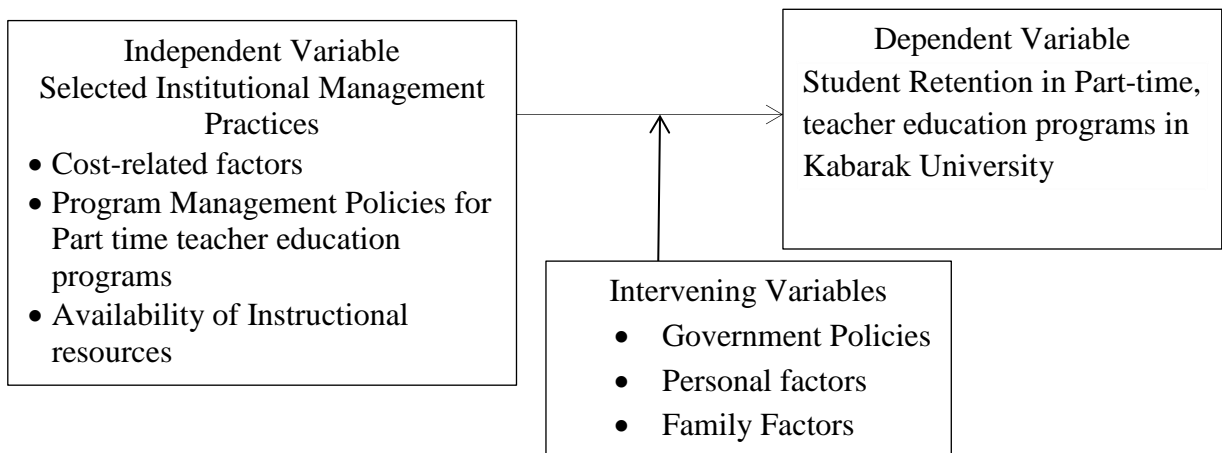 Independent Variable
Selected Institutional Management
Practices
• Cost-related factors
• Program Management Policies for
Part time teacher education
programs
• Availability of Instructional
resources
Dependent Variable
Student Retention in Part-time,
teacher education programs in
Kabarak University
Intervening Variables
• Government Policies
• Personal factors
• Family Factors